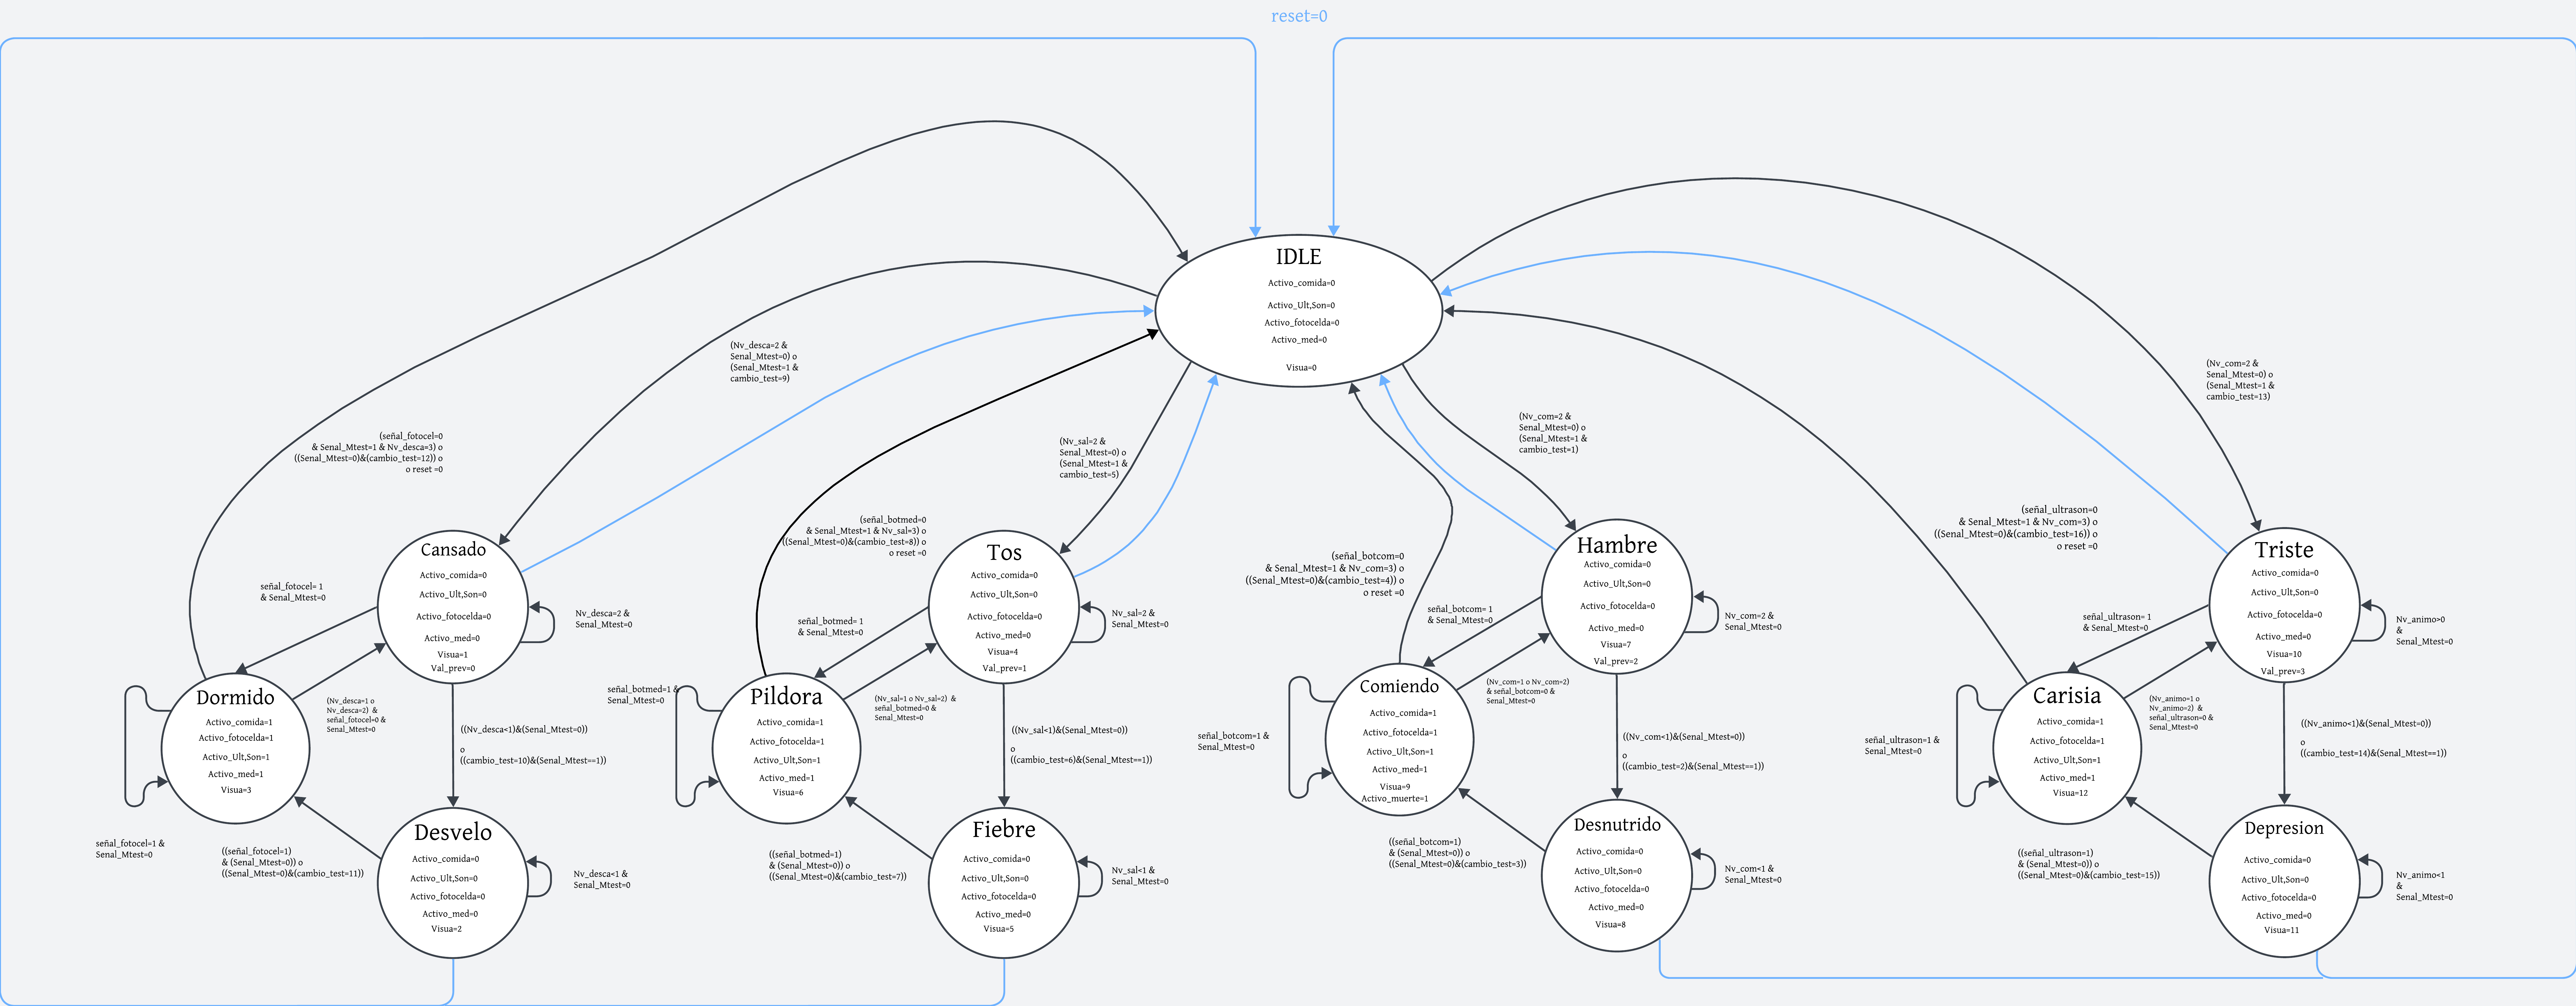 reset=0
IDLE
Activo_comida=0
Activo_Ult,Son=0
Activo_fotocelda=0
Activo_med=0
Visua=0
(Nv_desca=2 &
Senal_Mtest=0) o
(Senal_Mtest=1 &
cambio_test=9)
(señal_fotocel=0
& Senal_Mtest=1 & Nv_desca=3) o
((Senal_Mtest=0)&(cambio_test=12)) o
o reset =0
(Nv_sal=2 &
Senal_Mtest=0) o
(Senal_Mtest=1 &
cambio_test=5)
(señal_botmed=0
& Senal_Mtest=1 & Nv_sal=3) o
((Senal_Mtest=0)&(cambio_test=8)) o
o reset =0
(Nv_com=2 &
Senal_Mtest=0) o
(Senal_Mtest=1 &
cambio_test=1)
(señal_botcom=0
& Senal_Mtest=1 & Nv_com=3) o
((Senal_Mtest=0)&(cambio_test=4)) o
o reset =0
(Nv_com=2 &
Senal_Mtest=0) o
(Senal_Mtest=1 &
cambio_test=13)
(señal_ultrason=0
& Senal_Mtest=1 & Nv_com=3) o
((Senal_Mtest=0)&(cambio_test=16)) o
o reset =0
Cansado
Activo_comida=0
Activo_Ult,Son=0
Activo_fotocelda=0
Activo_med=0
Visua=1
Val_prev=0
señal_fotocel= 1
& Senal_Mtest=0
Nv_desca=2 &
Senal_Mtest=0
Dormido
Activo_comida=1
Activo_fotocelda=1
Activo_Ult,Son=1
Activo_med=1
Visua=3
(Nv_desca=1 o
Nv_desca=2)  &
señal_fotocel=0 &
Senal_Mtest=0
((Nv_desca<1)&(Senal_Mtest=0))
o
((cambio_test=10)&(Senal_Mtest==1))
señal_fotocel=1 &
Senal_Mtest=0
((señal_fotocel=1)
& (Senal_Mtest=0)) o
((Senal_Mtest=0)&(cambio_test=11))
Desvelo
Activo_comida=0
Activo_Ult,Son=0
Activo_fotocelda=0
Activo_med=0
Visua=2
Nv_desca<1 &
Senal_Mtest=0
Tos
Activo_comida=0
Activo_Ult,Son=0
Activo_fotocelda=0
Activo_med=0
Visua=4
Val_prev=1
señal_botmed= 1
& Senal_Mtest=0
Nv_sal=2 &
Senal_Mtest=0
señal_botmed=1 &
Senal_Mtest=0
Pildora
Activo_comida=1
Activo_fotocelda=1
Activo_Ult,Son=1
Activo_med=1
Visua=6
(Nv_sal=1 o Nv_sal=2)  &
señal_botmed=0 &
Senal_Mtest=0
((Nv_sal<1)&(Senal_Mtest=0))
o
((cambio_test=6)&(Senal_Mtest==1))
((señal_botmed=1)
& (Senal_Mtest=0)) o
((Senal_Mtest=0)&(cambio_test=7))
Fiebre
Activo_comida=0
Activo_Ult,Son=0
Activo_fotocelda=0
Activo_med=0
Visua=5
Nv_sal<1 &
Senal_Mtest=0
Hambre
Activo_comida=0
Activo_Ult,Son=0
Activo_fotocelda=0
Activo_med=0
Visua=7
Val_prev=2
señal_botcom= 1
& Senal_Mtest=0
Nv_com=2 &
Senal_Mtest=0
Comiendo
Activo_comida=1
Activo_fotocelda=1
Activo_Ult,Son=1
Activo_med=1
Visua=9
Activo_muerte=1
(Nv_com=1 o Nv_com=2)
& señal_botcom=0 &
Senal_Mtest=0
señal_botcom=1 &
Senal_Mtest=0
((Nv_com<1)&(Senal_Mtest=0))
o
((cambio_test=2)&(Senal_Mtest==1))
((señal_botcom=1)
& (Senal_Mtest=0)) o
((Senal_Mtest=0)&(cambio_test=3))
Desnutrido
Activo_comida=0
Activo_Ult,Son=0
Activo_fotocelda=0
Activo_med=0
Visua=8
Nv_com<1 &
Senal_Mtest=0
Triste
Activo_comida=0
Activo_Ult,Son=0
Activo_fotocelda=0
Activo_med=0
Visua=10
Val_prev=3
señal_ultrason= 1
& Senal_Mtest=0
Nv_animo>0
&
Senal_Mtest=0
Carisia
Activo_comida=1
Activo_fotocelda=1
Activo_Ult,Son=1
Activo_med=1
Visua=12
(Nv_animo=1 o
Nv_animo=2)  &
señal_ultrason=0 &
Senal_Mtest=0
señal_ultrason=1 &
Senal_Mtest=0
((Nv_animo<1)&(Senal_Mtest=0))
o
((cambio_test=14)&(Senal_Mtest==1))
((señal_ultrason=1)
& (Senal_Mtest=0)) o
((Senal_Mtest=0)&(cambio_test=15))
Depresion
Activo_comida=0
Activo_Ult,Son=0
Activo_fotocelda=0
Activo_med=0
Visua=11
Nv_animo<1
&
Senal_Mtest=0